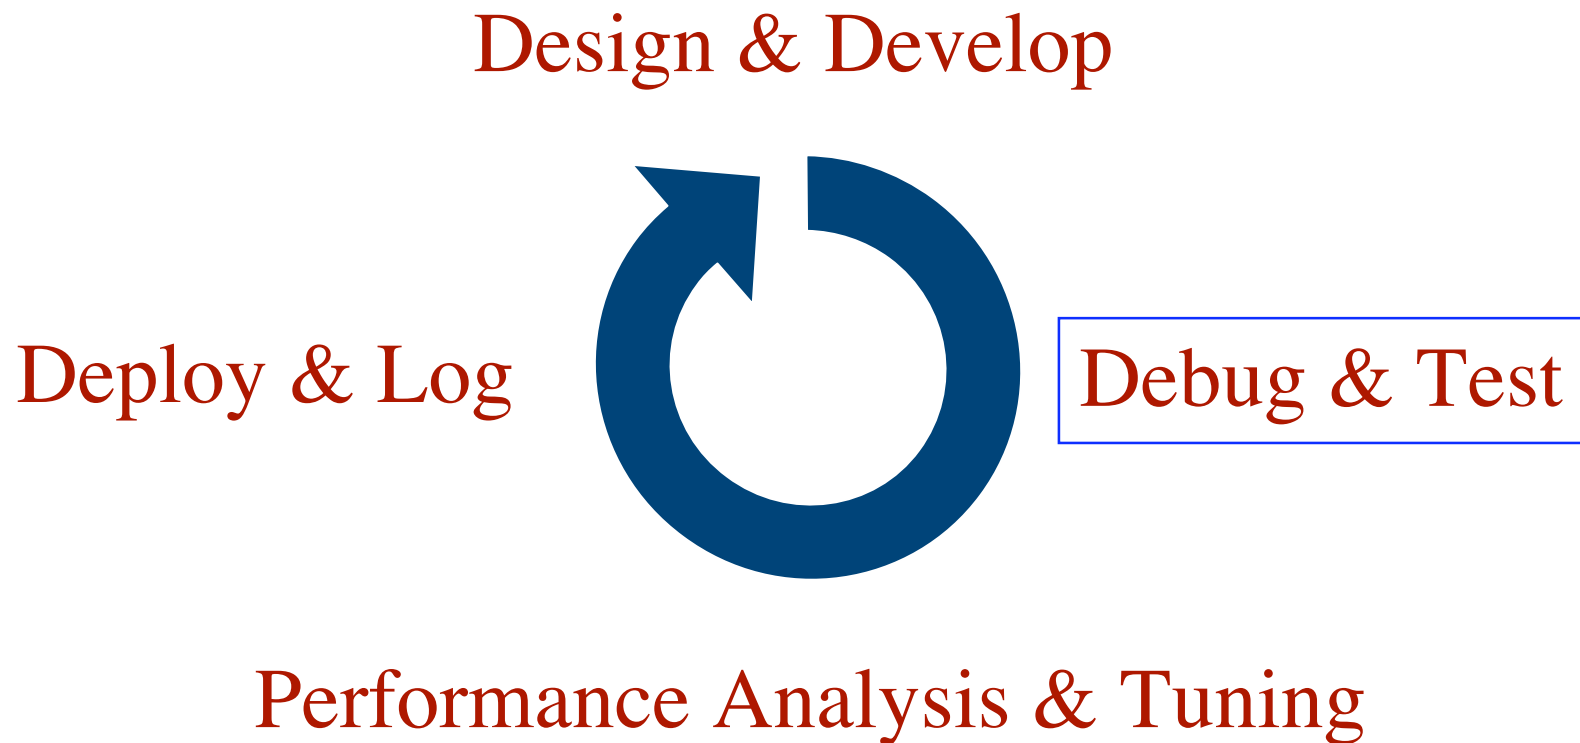 Design & Develop
Deploy & Log
Debug & Test
Performance Analysis & Tuning